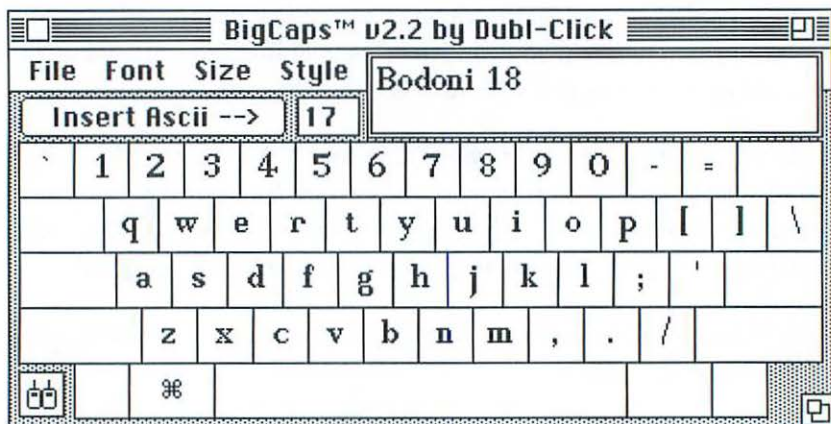 BigCaps™ v2.2 by Dubl-Click
File Font Size Style
Bodoni 18
Insert Ascii --> 17
` 1 2 3 4 5 6 7 8 9 0 - =
q w e r t y u i o p [ ] \
a s d f g h j k l ; '
z x c v b n m , . /
⌘